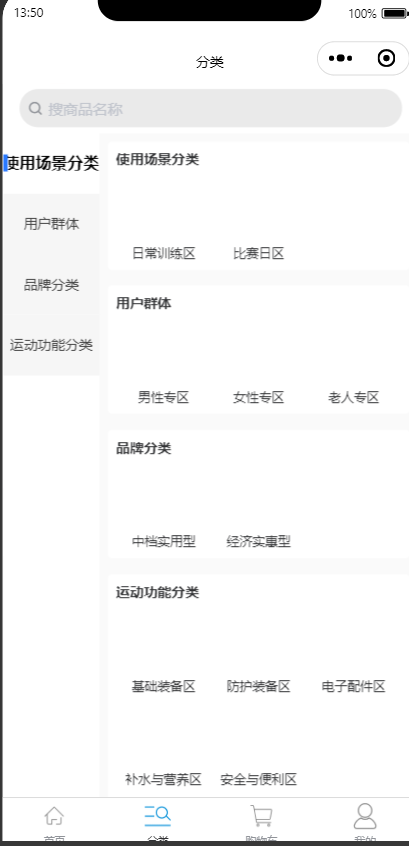 13:50
100%
分类
搜商品名称
使用场景分类
用户群体
品牌分类
运动功能分类
使用场景分类
日常训练区 比赛日区
用户群体
男性专区 女性专区 老人专区
品牌分类
中档实用型 经济实惠型
运动功能分类
基础装备区 防护装备区 电子配件区
补水与营养区 安全与便利区
首页 分类 购物车 我的